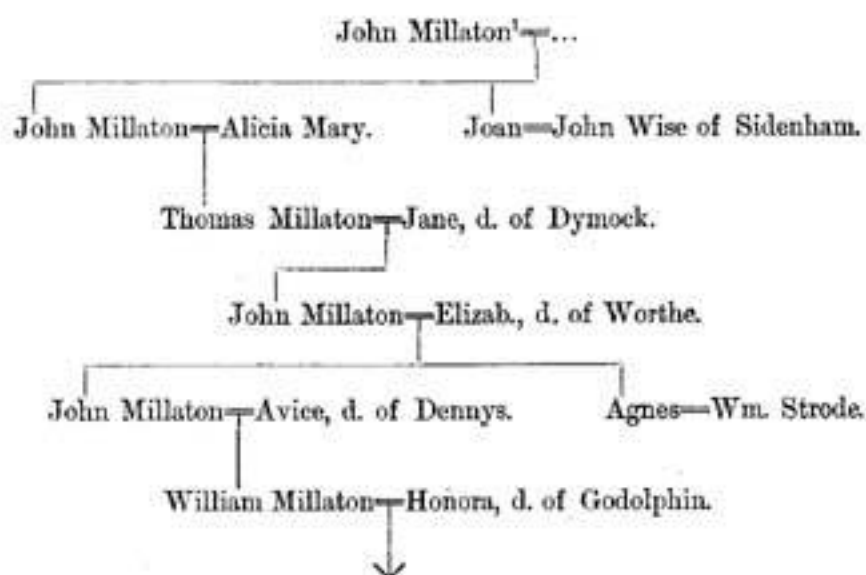 John Millaton¹=...
John Millaton=Alicia Mary. Joan=John Wise of Sidenham.
Thomas Millaton=Jane, d. of Dymock.
John Millaton=Elizab., d. of Worthe.
John Millaton=Avice, d. of Dennys. Agnes=Wm. Strode.
William Millaton=Honora, d. of Godolphin.